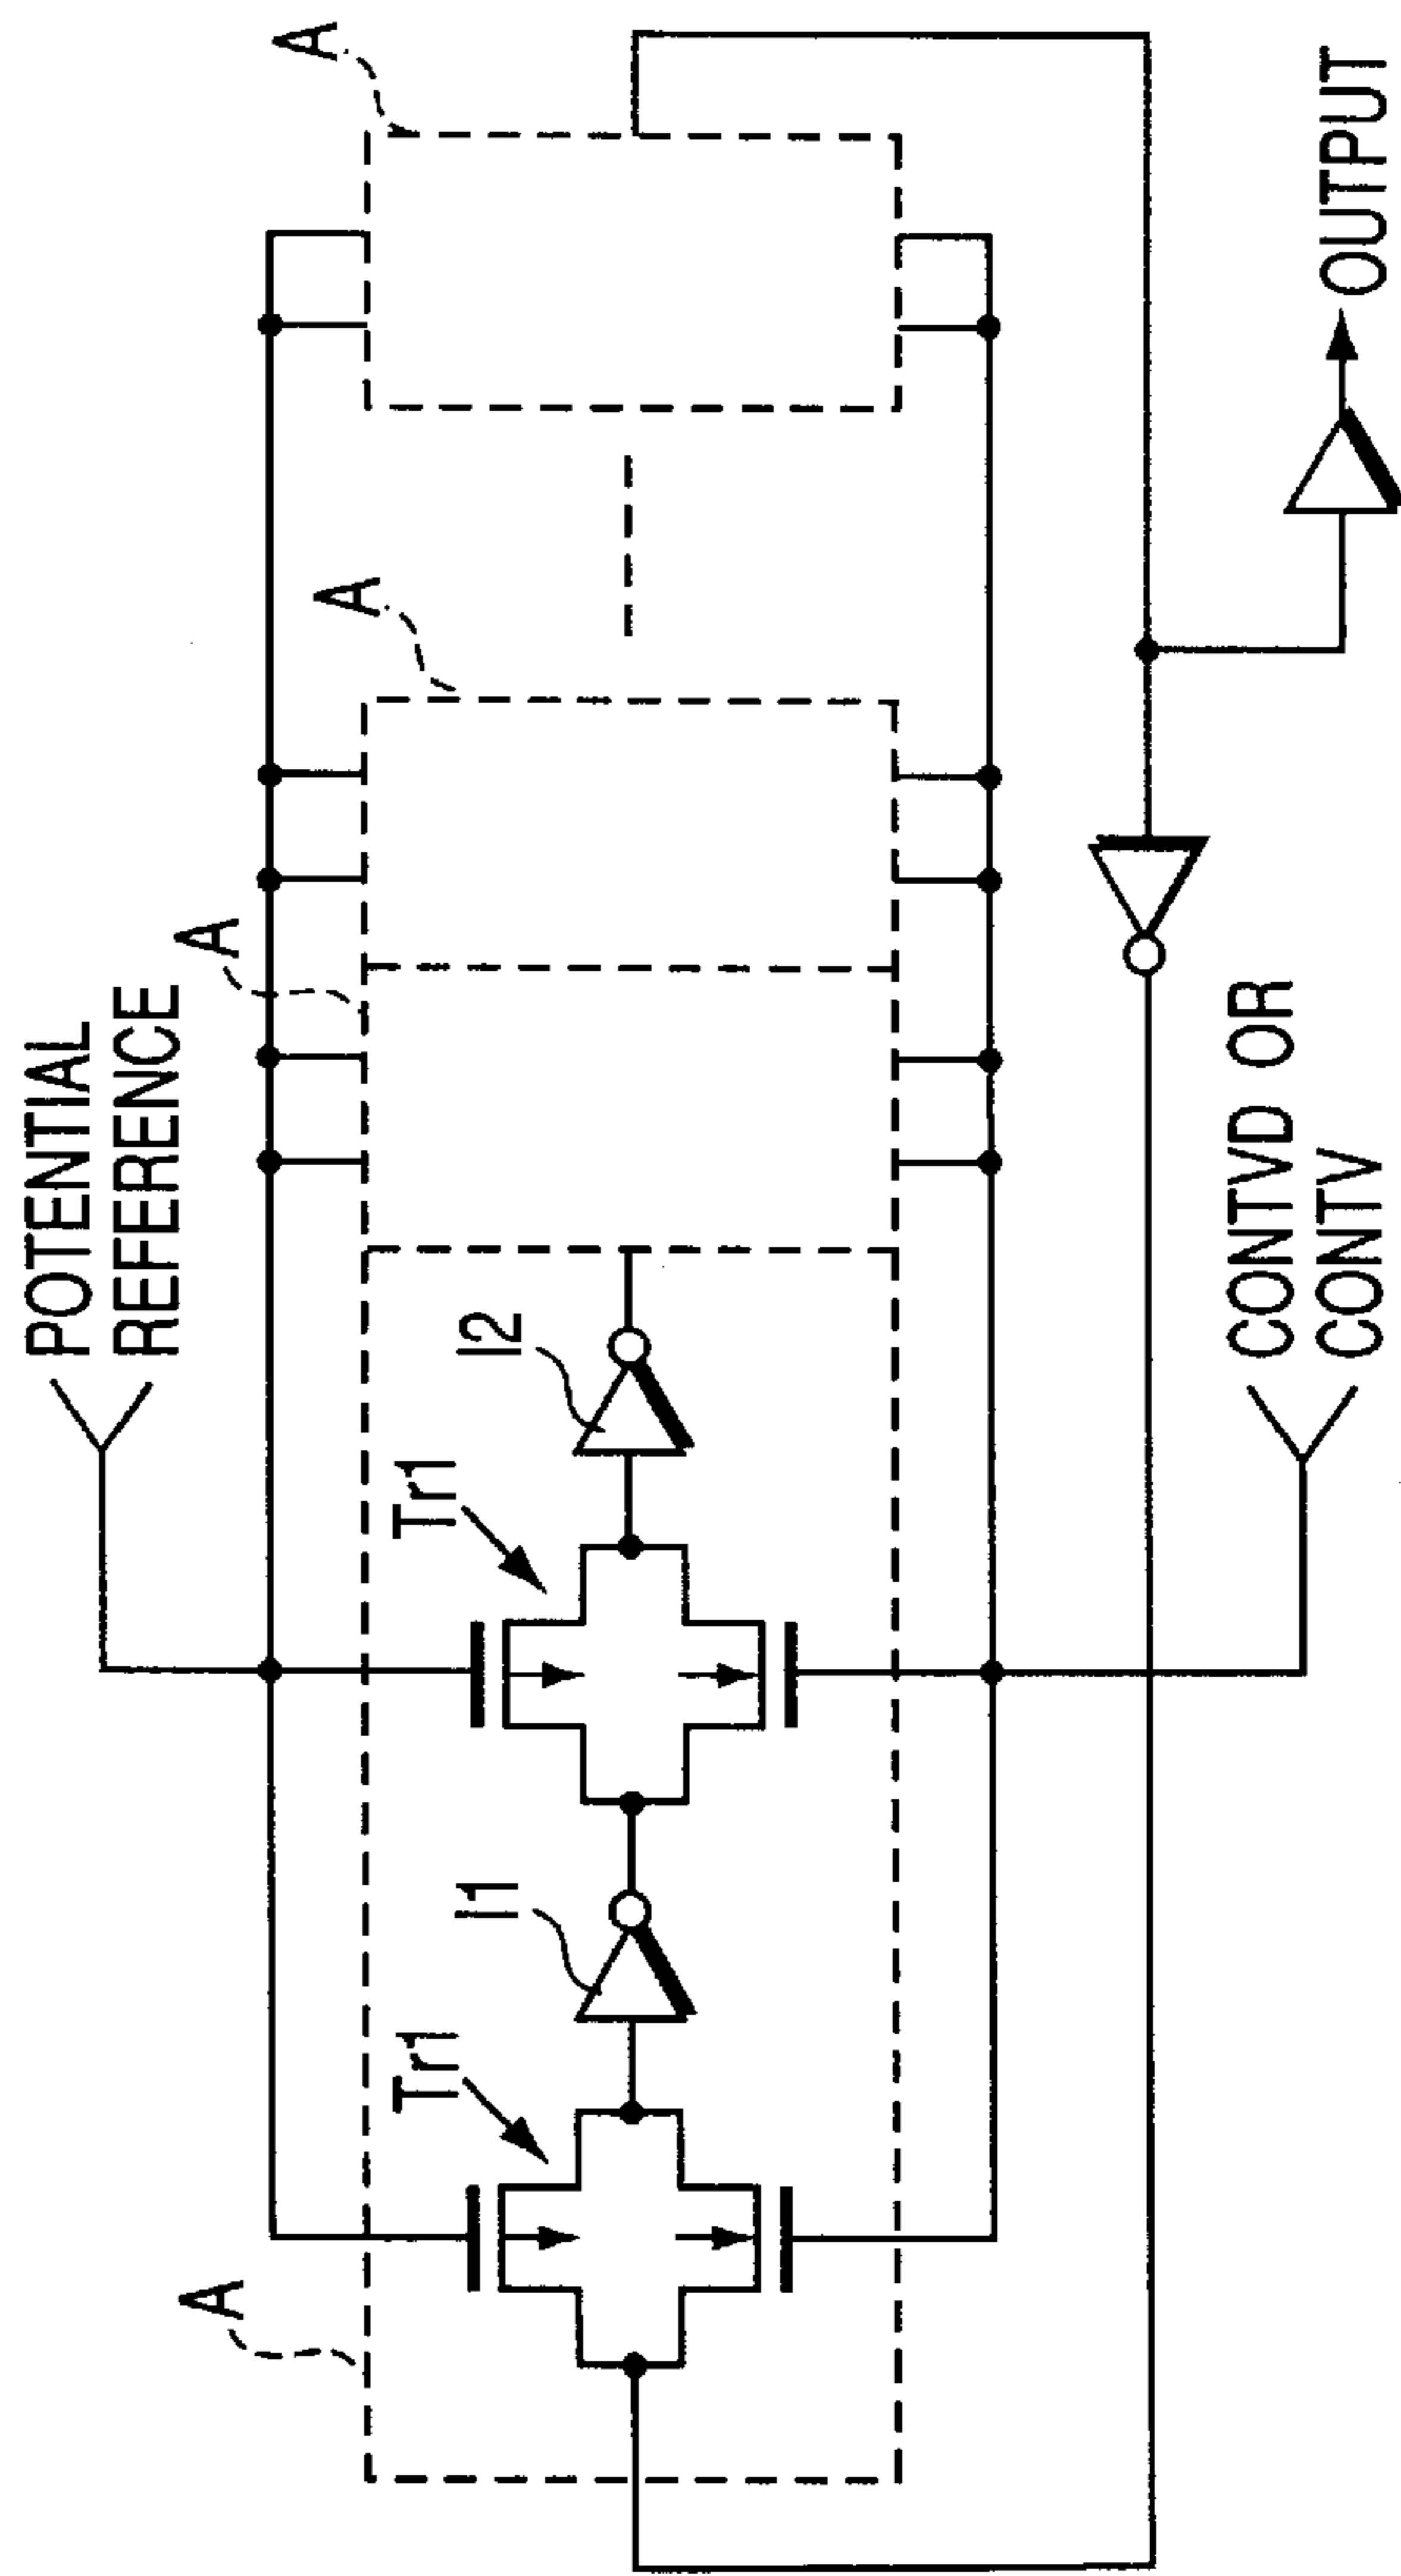 POTENTIAL
REFERENCE
A
A
A
A
Tr1
I1
Tr1
I2
CONTVD OR
CONTV
OUTPUT